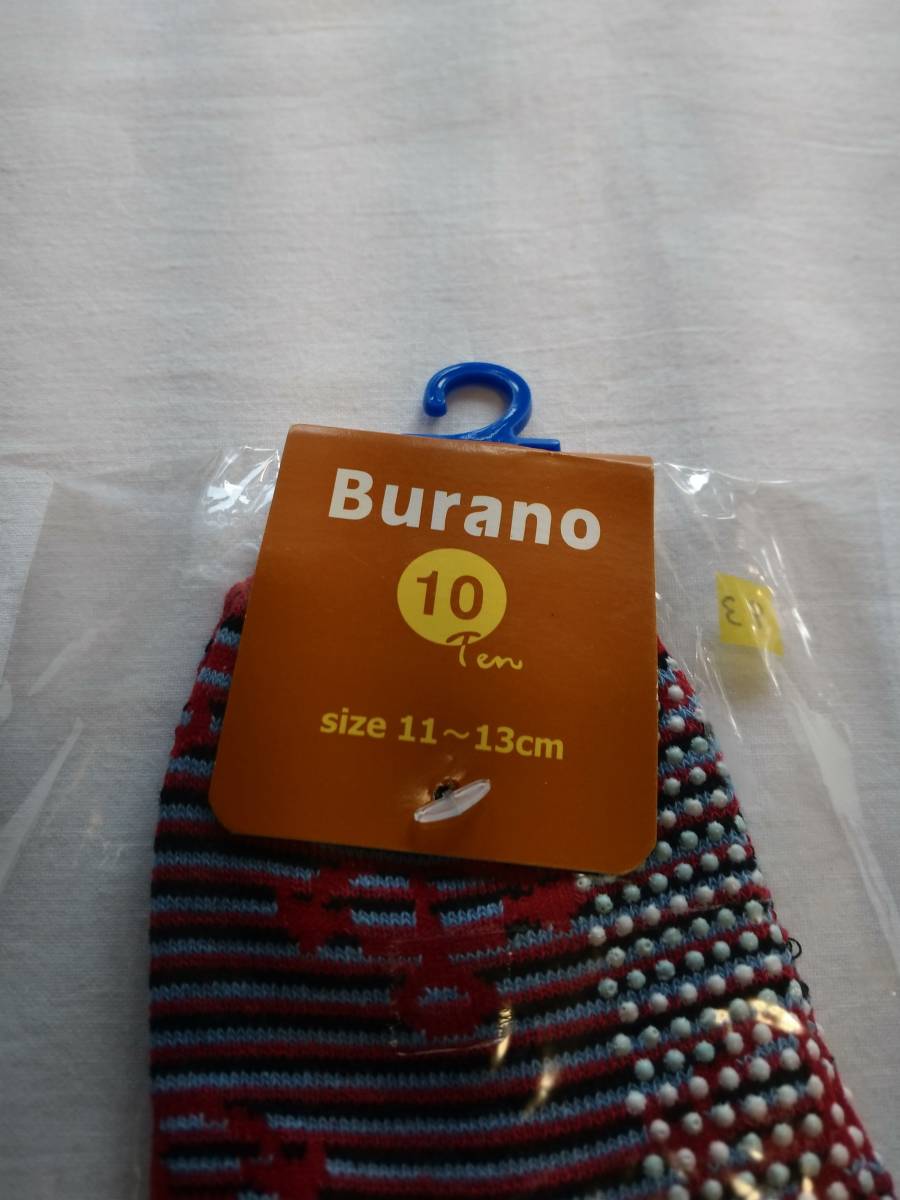 Burano
10
Ten
size 11~13cm